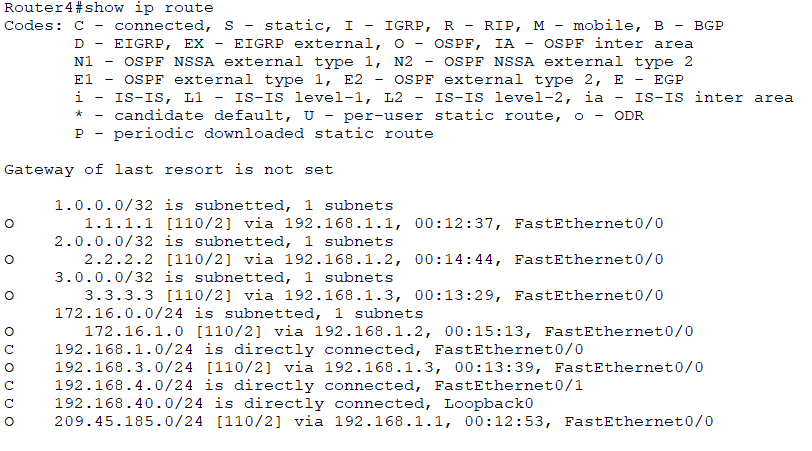 Router4#show ip route
Codes: C - connected, S - static, I - IGRP, R - RIP, M - mobile, B - BGP
       D - EIGRP, EX - EIGRP external, O - OSPF, IA - OSPF inter area
       N1 - OSPF NSSA external type 1, N2 - OSPF NSSA external type 2
       E1 - OSPF external type 1, E2 - OSPF external type 2, E - EGP
       i - IS-IS, L1 - IS-IS level-1, L2 - IS-IS level-2, ia - IS-IS inter area
       * - candidate default, U - per-user static route, o - ODR
       P - periodic downloaded static route

Gateway of last resort is not set

     1.0.0.0/32 is subnetted, 1 subnets
O       1.1.1.1 [110/2] via 192.168.1.1, 00:12:37, FastEthernet0/0
     2.0.0.0/32 is subnetted, 1 subnets
O       2.2.2.2 [110/2] via 192.168.1.2, 00:14:44, FastEthernet0/0
     3.0.0.0/32 is subnetted, 1 subnets
O       3.3.3.3 [110/2] via 192.168.1.3, 00:13:29, FastEthernet0/0
     172.16.0.0/24 is subnetted, 1 subnets
O       172.16.1.0 [110/2] via 192.168.1.2, 00:15:13, FastEthernet0/0
C    192.168.1.0/24 is directly connected, FastEthernet0/0
O    192.168.3.0/24 [110/2] via 192.168.1.3, 00:13:39, FastEthernet0/0
C    192.168.4.0/24 is directly connected, FastEthernet0/1
C    192.168.40.0/24 is directly connected, Loopback0
O    209.45.185.0/24 [110/2] via 192.168.1.1, 00:12:53, FastEthernet0/0